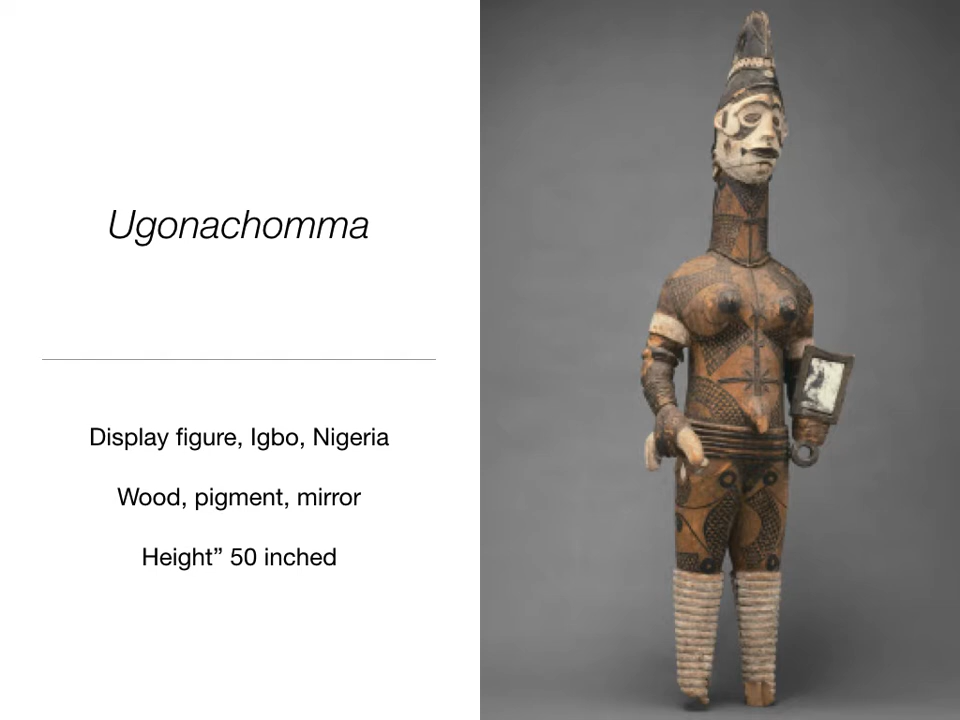 Ugonachomma
Display figure, Igbo, Nigeria
Wood, pigment, mirror
Height” 50 inched